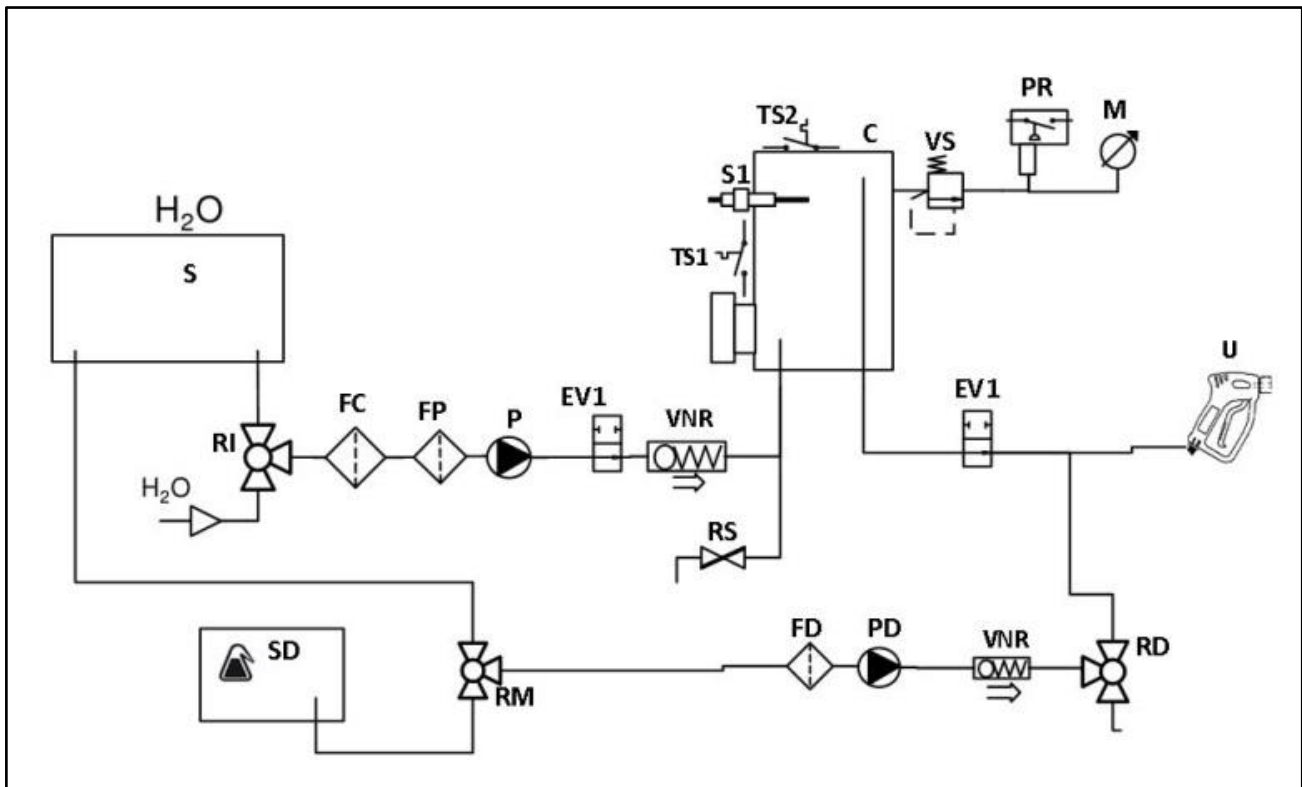 PR
M
TS2
C
VS
S1
H₂O
S
TS1
U
FC
FP
P
EV1
VNR
EV1
RI
H₂O
RS
SD
FD
PD
VNR
RD
RM